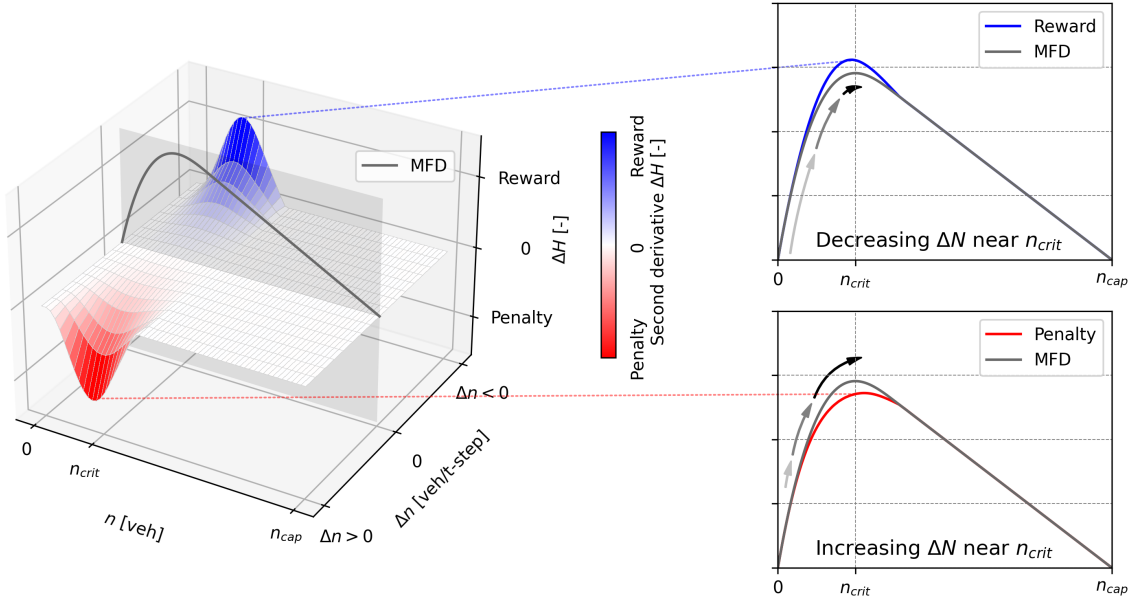 MFD
Reward
0
Penalty
ΔH [-]
Δn < 0
0
Δn > 0
Δn [veh/t-step]
0
n_crit
n_cap
n [veh]
Reward
0
Penalty
Second derivative ΔH [-]
Reward
MFD
Decreasing ΔN near n_crit
0
n_crit
n_cap
Penalty
MFD
Increasing ΔN near n_crit
0
n_crit
n_cap